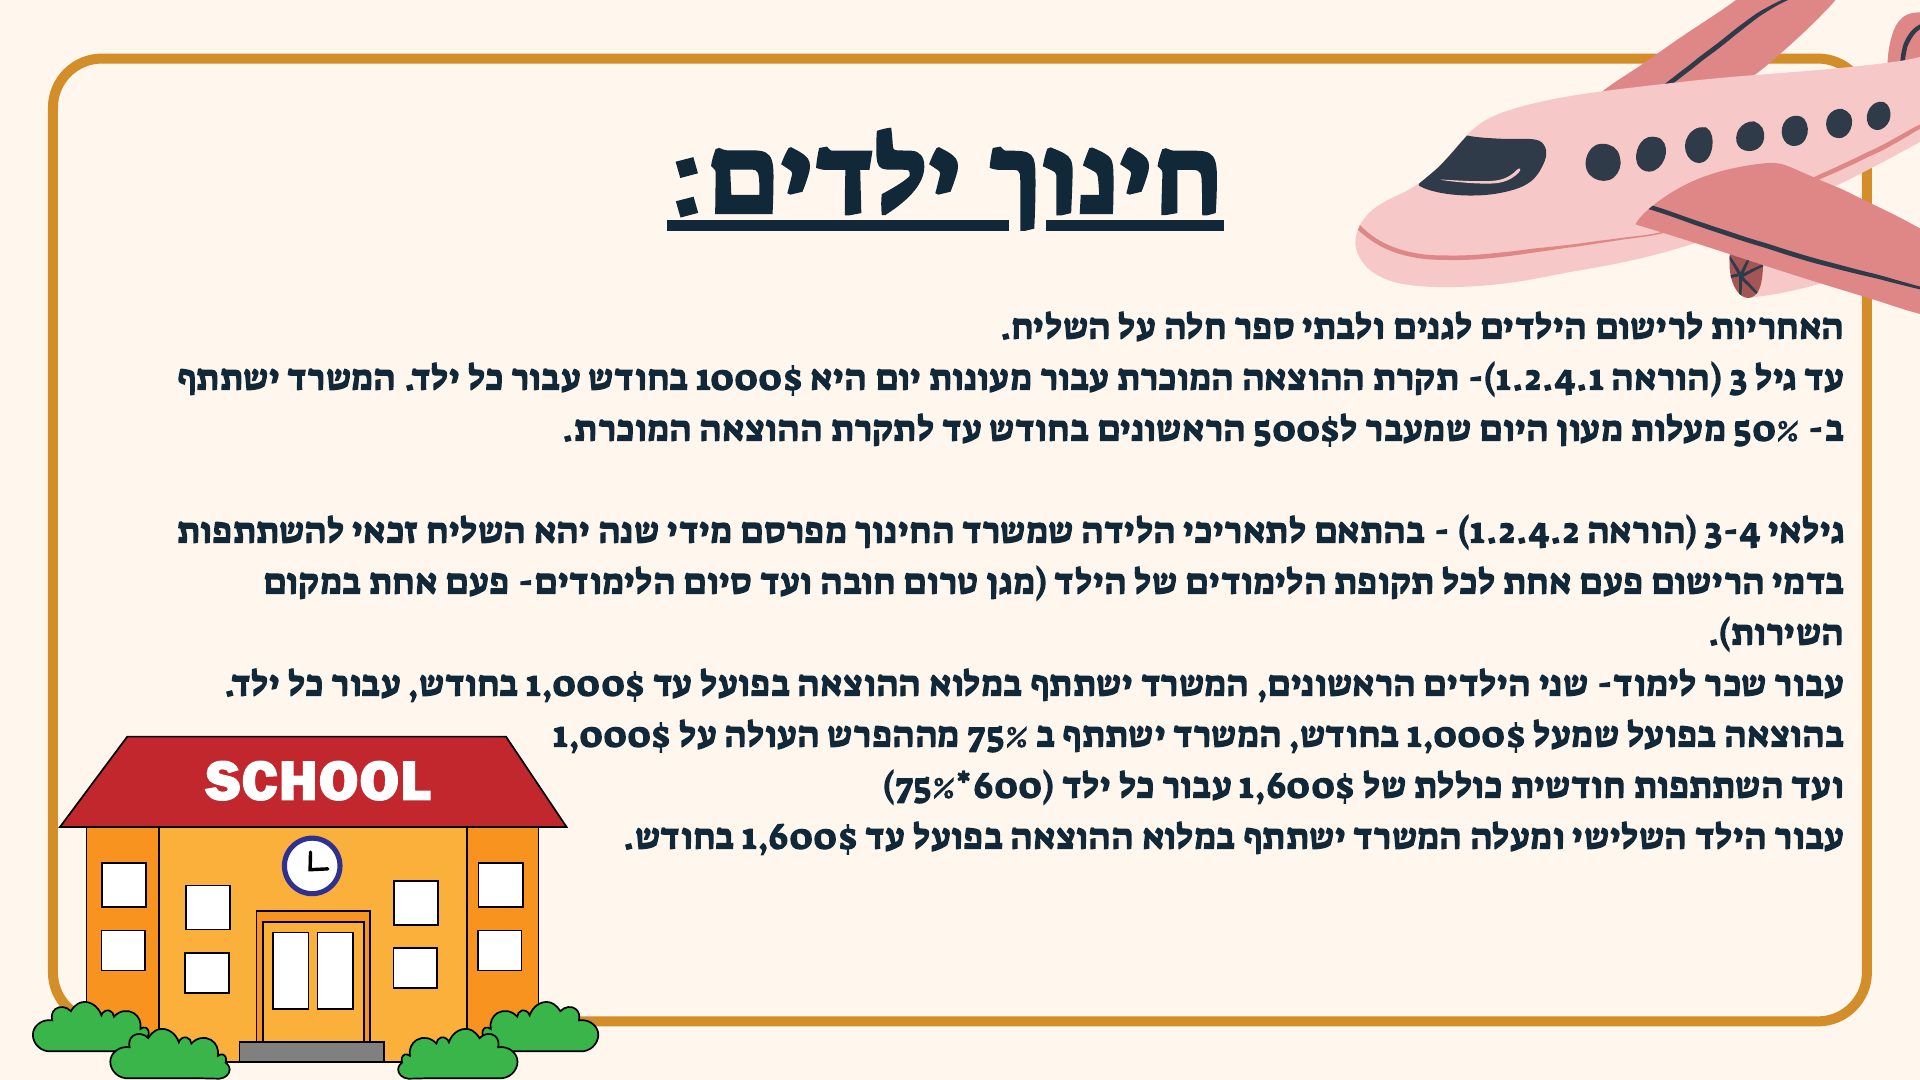 חינוך ילדים:
האחריות לרישום הילדים לגנים ולבתי ספר חלה על השליח.
עד גיל 3 (הוראה 1.2.4.1)- תקרת ההוצאה המוכרת עבור מעונות יום היא 1000$ בחודש עבור כל ילד. המשרד ישתתף
ב- 50% מעלות מעון היום שמעבר ל500$ הראשונים בחודש עד לתקרת ההוצאה המוכרת.
גילאי 3-4 (הוראה 1.2.4.2) - בהתאם לתאריכי הלידה שמשרד החינוך מפרסם מידי שנה יהא השליח זכאי להשתתפות
בדמי הרישום פעם אחת לכל תקופת הלימודים של הילד (מגן טרום חובה ועד סיום הלימודים- פעם אחת במקום
השירות).
עבור שכר לימוד- שני הילדים הראשונים, המשרד ישתתף במלוא ההוצאה בפועל עד 1,000$ בחודש, עבור כל ילד.
בהוצאה בפועל שמעל 1,000$ בחודש, המשרד ישתתף ב 75% מההפרש העולה על 1,000$
ועד השתתפות חודשית כוללת של 1,600$ עבור כל ילד (600*75%)
עבור הילד השלישי ומעלה המשרד ישתתף במלוא ההוצאה בפועל עד 1,600$ בחודש.
SCHOOL